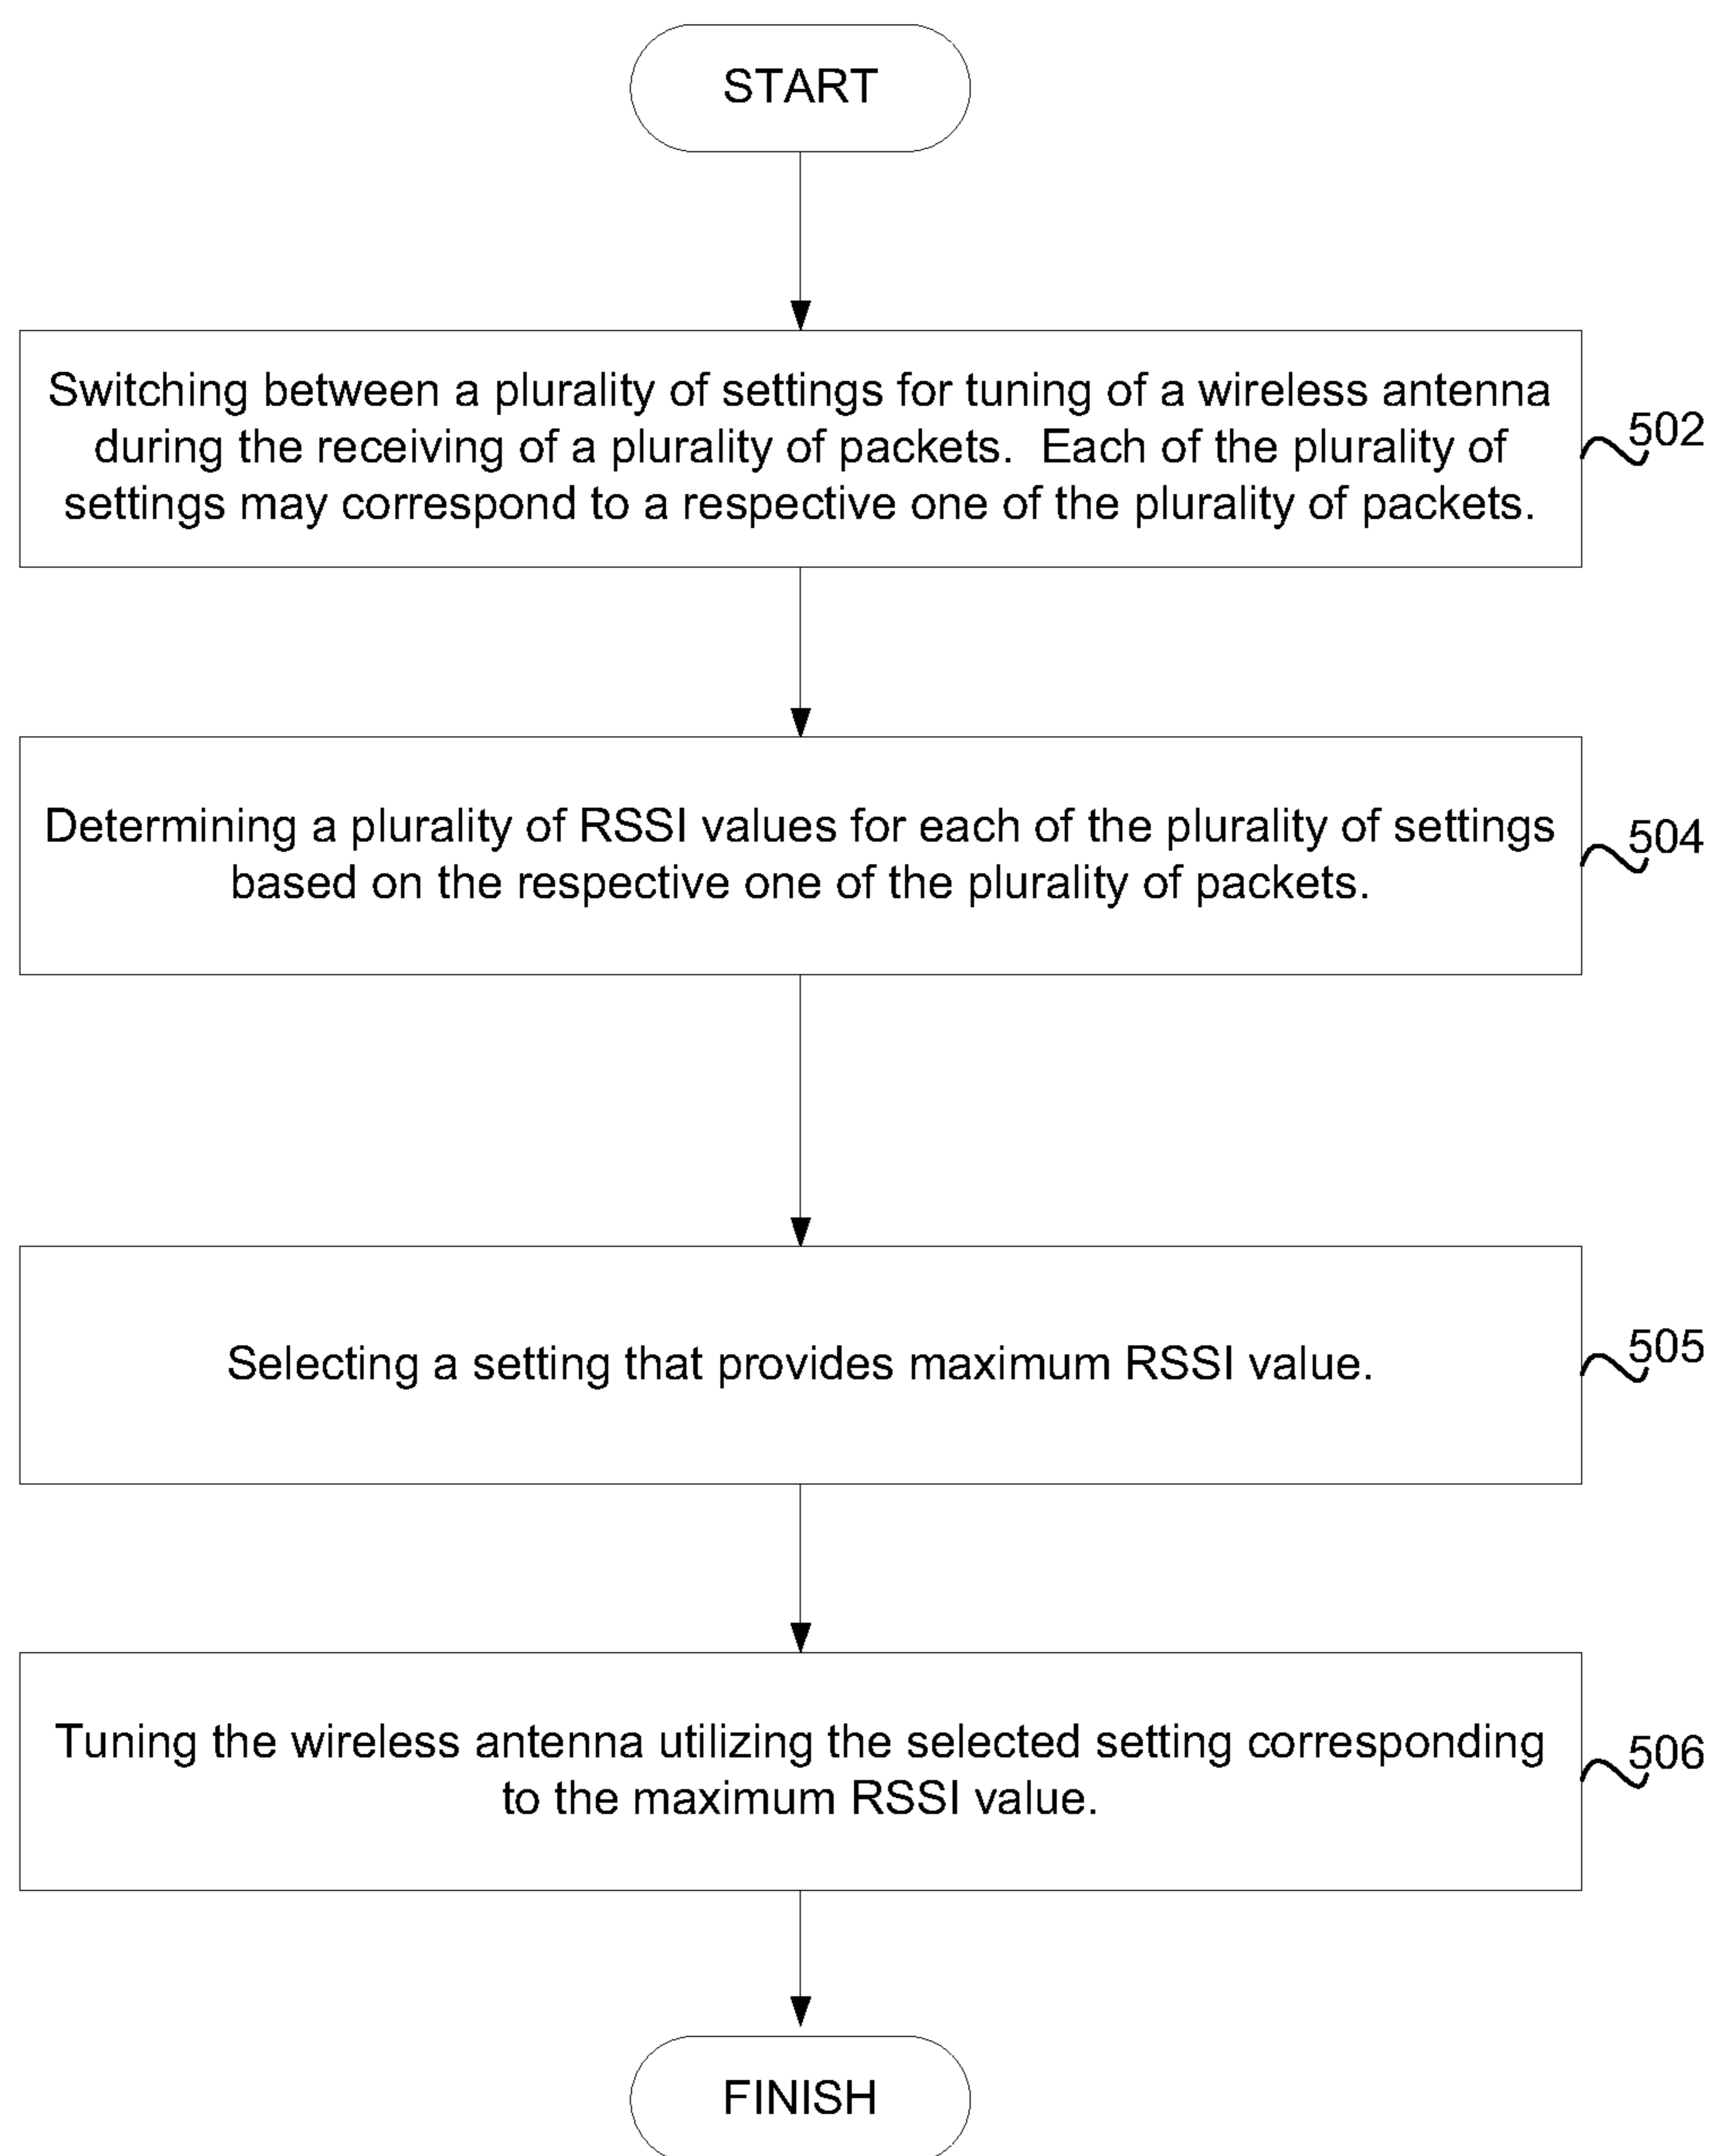 START
Switching between a plurality of settings for tuning of a wireless antenna
during the receiving of a plurality of packets.  Each of the plurality of
settings may correspond to a respective one of the plurality of packets.
502
Determining a plurality of RSSI values for each of the plurality of settings
based on the respective one of the plurality of packets.
504
Selecting a setting that provides maximum RSSI value.
505
Tuning the wireless antenna utilizing the selected setting corresponding
to the maximum RSSI value.
506
FINISH